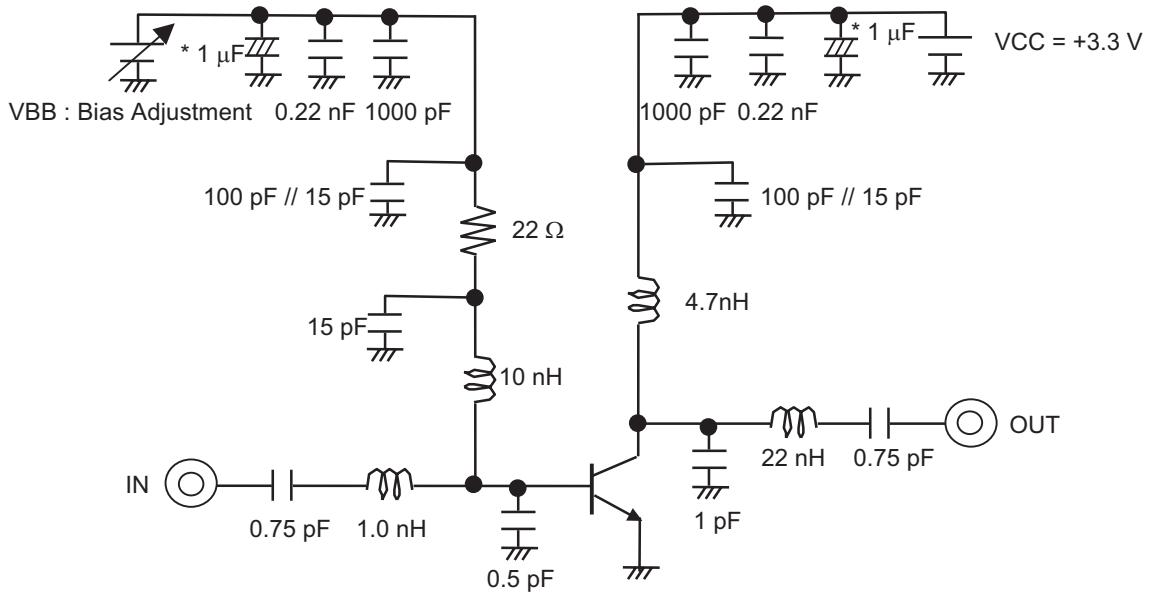 * 1 μF
* 1 μF
VCC = +3.3 V
VBB : Bias Adjustment
0.22 nF
1000 pF
1000 pF
0.22 nF
100 pF // 15 pF
100 pF // 15 pF
22 Ω
4.7nH
15 pF
10 nH
OUT
22 nH
0.75 pF
IN
0.75 pF
1.0 nH
1 pF
0.5 pF